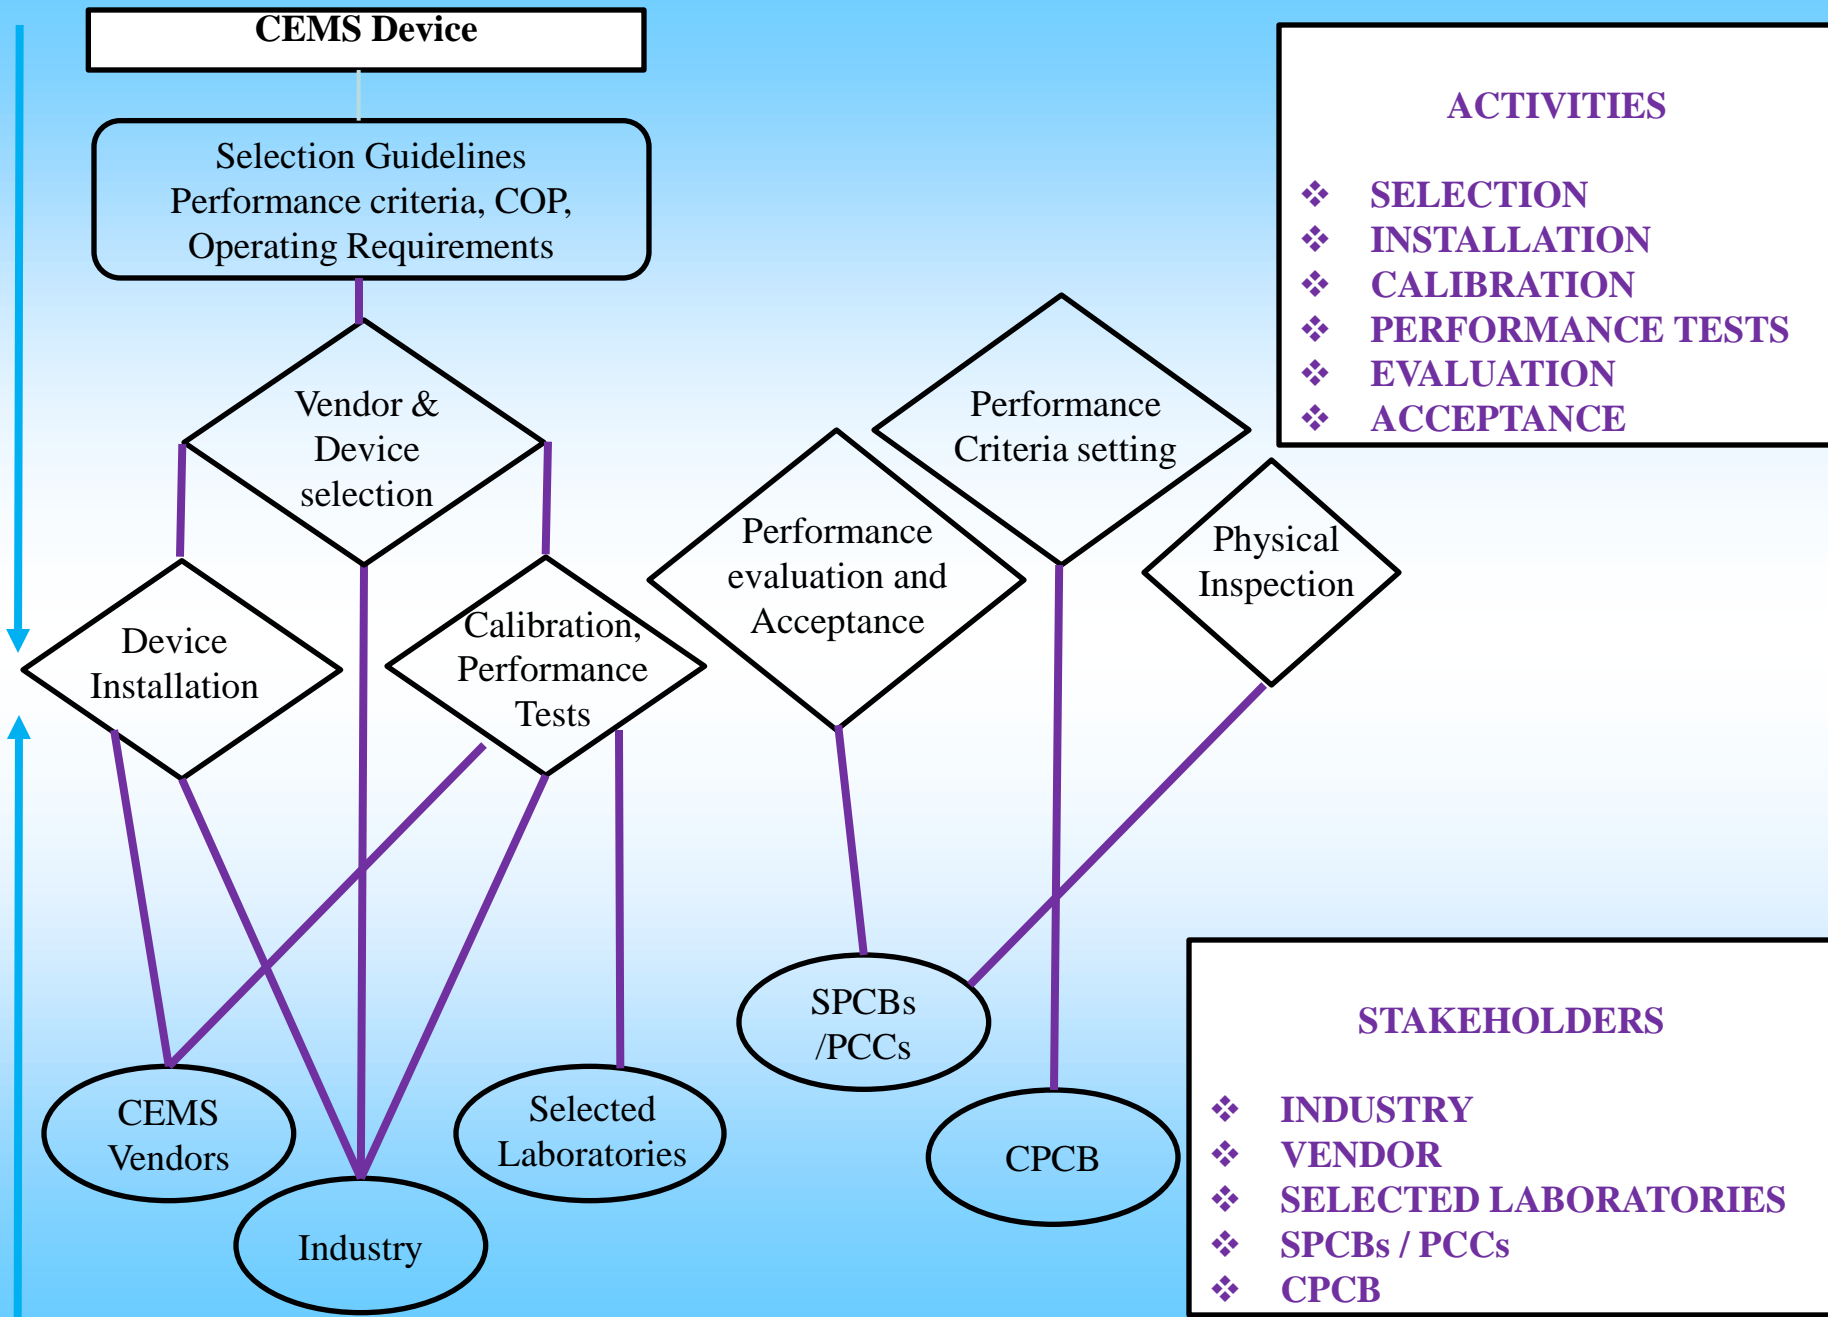 CEMS Device
Selection Guidelines
Performance criteria, COP,
Operating Requirements
Vendor &
Device
selection
Device
Installation
Calibration,
Performance
Tests
Performance
evaluation and
Acceptance
Performance
Criteria setting
Physical
Inspection
CEMS
Vendors
Industry
Selected
Laboratories
SPCBs
/PCCs
CPCB
ACTIVITIES
❖ SELECTION
❖ INSTALLATION
❖ CALIBRATION
❖ PERFORMANCE TESTS
❖ EVALUATION
❖ ACCEPTANCE
STAKEHOLDERS
❖ INDUSTRY
❖ VENDOR
❖ SELECTED LABORATORIES
❖ SPCBs / PCCs
❖ CPCB